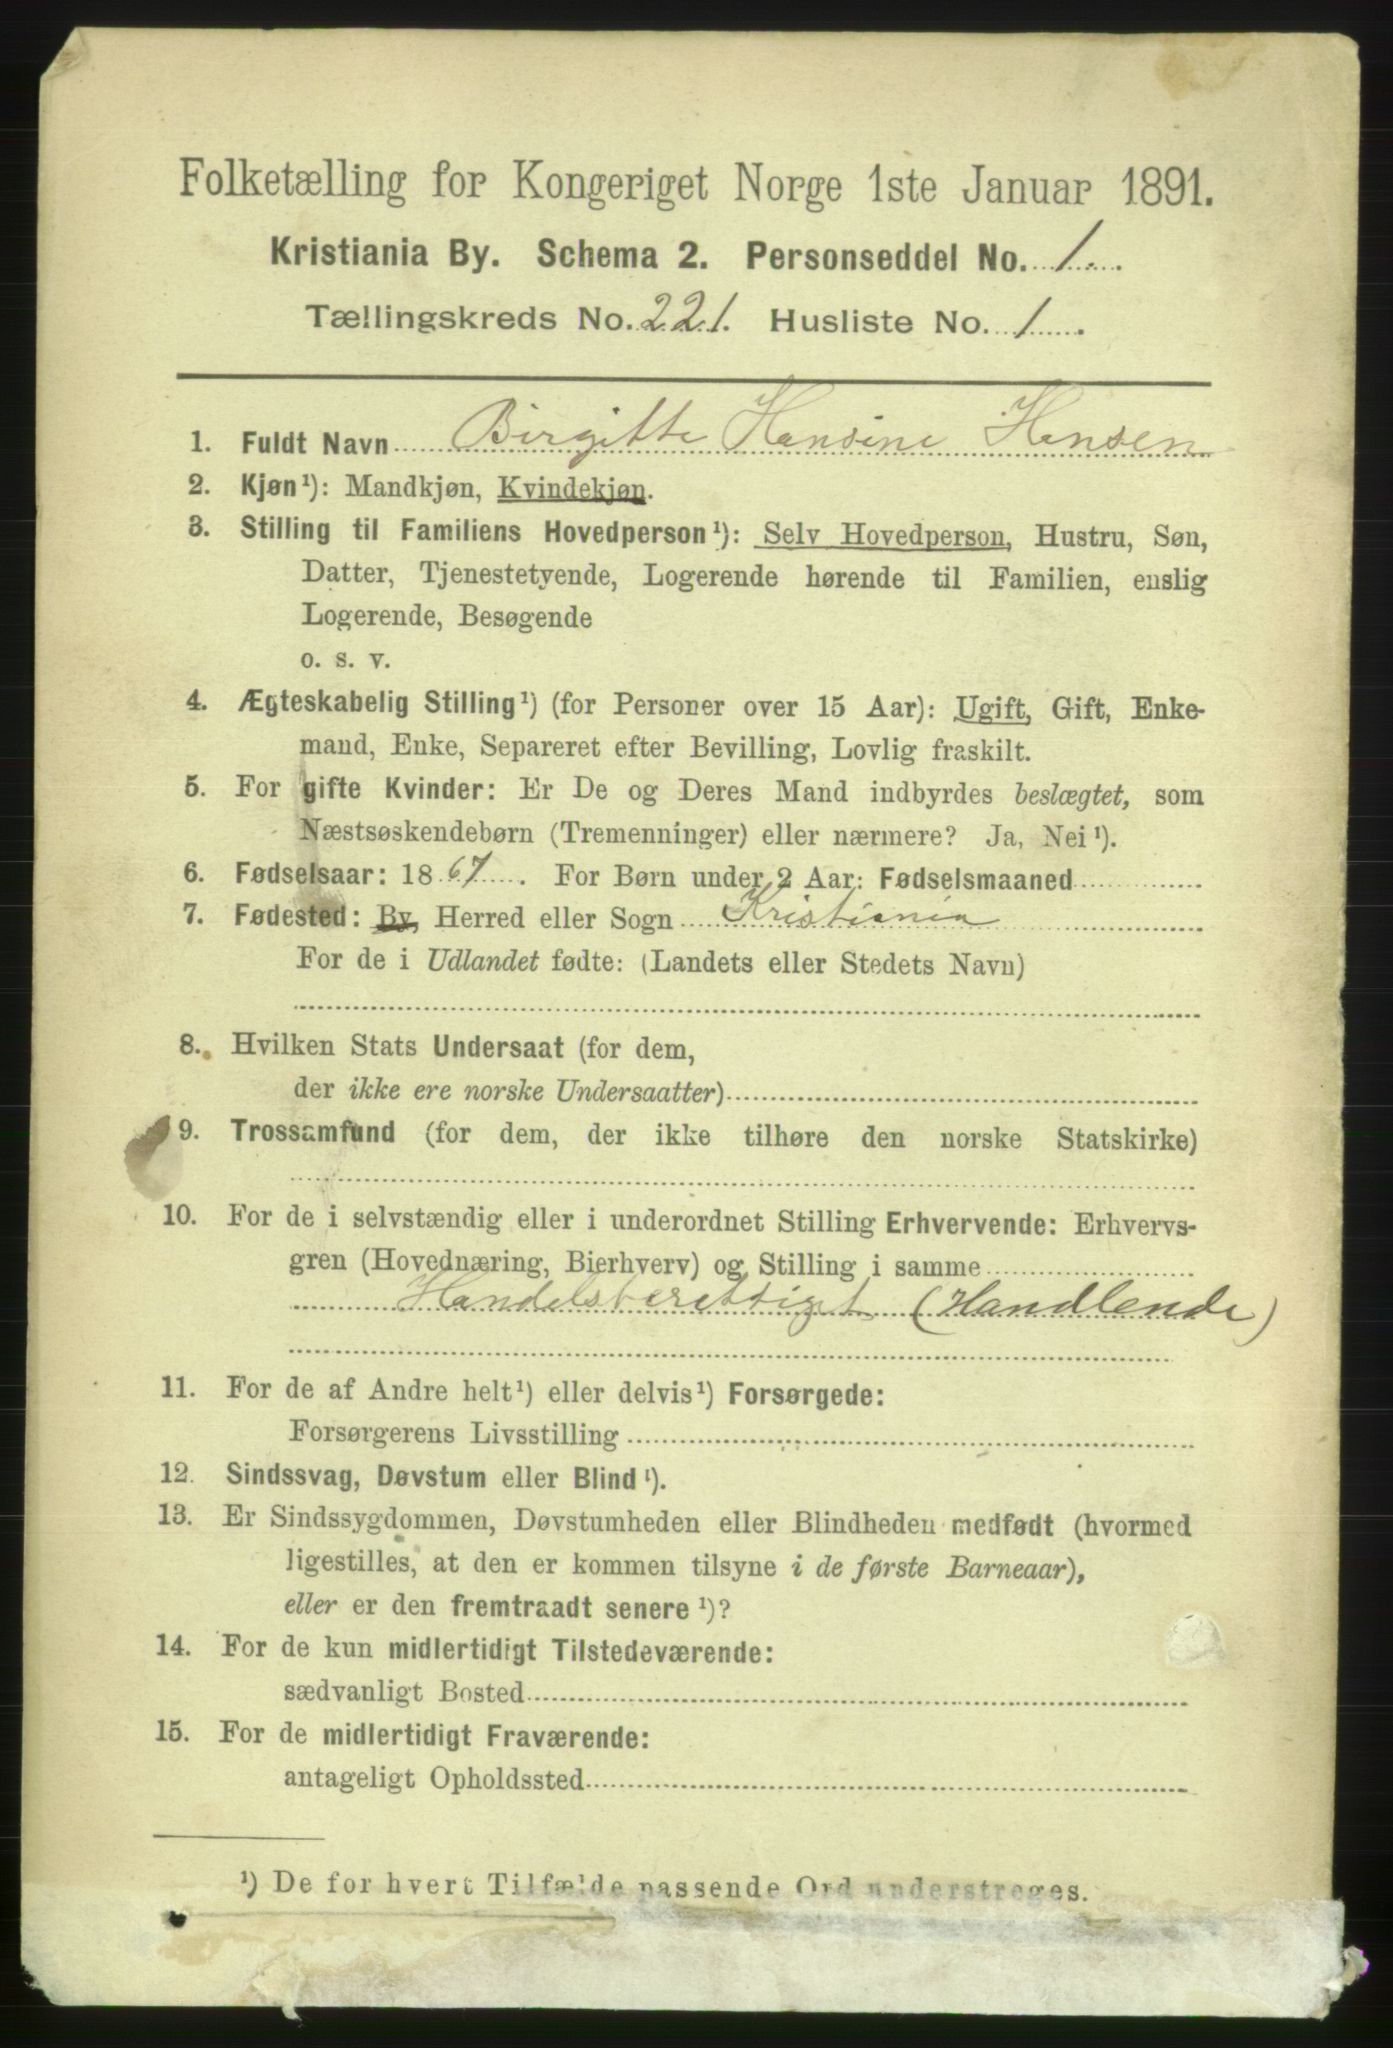 Folketælling for Kongeriget Norge 1ste Januar 1891.
Kristiania By. Schema 2. Personseddel No. 1.
Tællingskreds No. 221. Husliste No. 1.
1. Fuldt Navn Birgitte Hansine Hansen
2. Kjøn¹): Mandkjøn, Kvindekjøn.
3. Stilling til Familiens Hovedperson¹): Selv Hovedperson, Hustru, Søn,
Datter, Tjenestetyende, Logerende hørende til Familien, enslig
Logerende, Besøgende
o. s. v.
4. Ægteskabelig Stilling¹) (for Personer over 15 Aar): Ugift, Gift, Enke-
mand, Enke, Separeret efter Bevilling, Lovlig fraskilt.
5. For gifte Kvinder: Er De og Deres Mand indbyrdes beslægtet, som
Næstsøskendebørn (Tremenninger) eller nærmere? Ja, Nei¹).
6. Fødselsaar: 1867. For Børn under 2 Aar: Fødselsmaaned
7. Fødested: By, Herred eller Sogn Kristiania
For de i Udlandet fødte: (Landets eller Stedets Navn)
8. Hvilken Stats Undersaat (for dem,
der ikke ere norske Undersaatter)
9. Trossamfund (for dem, der ikke tilhøre den norske Statskirke)
10. For de i selvstændig eller i underordnet Stilling Erhvervende: Erhvervs-
gren (Hovednæring, Bierhverv) og Stilling i samme
Handelsberettiget (Handlende)
11. For de af Andre helt¹) eller delvis¹) Forsørgede:
Forsørgerens Livsstilling
12. Sindssvag, Døvstum eller Blind¹).
13. Er Sindssygdommen, Døvstumheden eller Blindheden medfødt (hvormed
ligestilles, at den er kommen tilsyne i de første Barneaar),
eller er den fremtraadt senere¹)?
14. For de kun midlertidigt Tilstedeværende:
sædvanligt Bosted
15. For de midlertidigt Fraværende:
antageligt Opholdssted
¹) De for hvert Tilfælde passende Ord understreges.